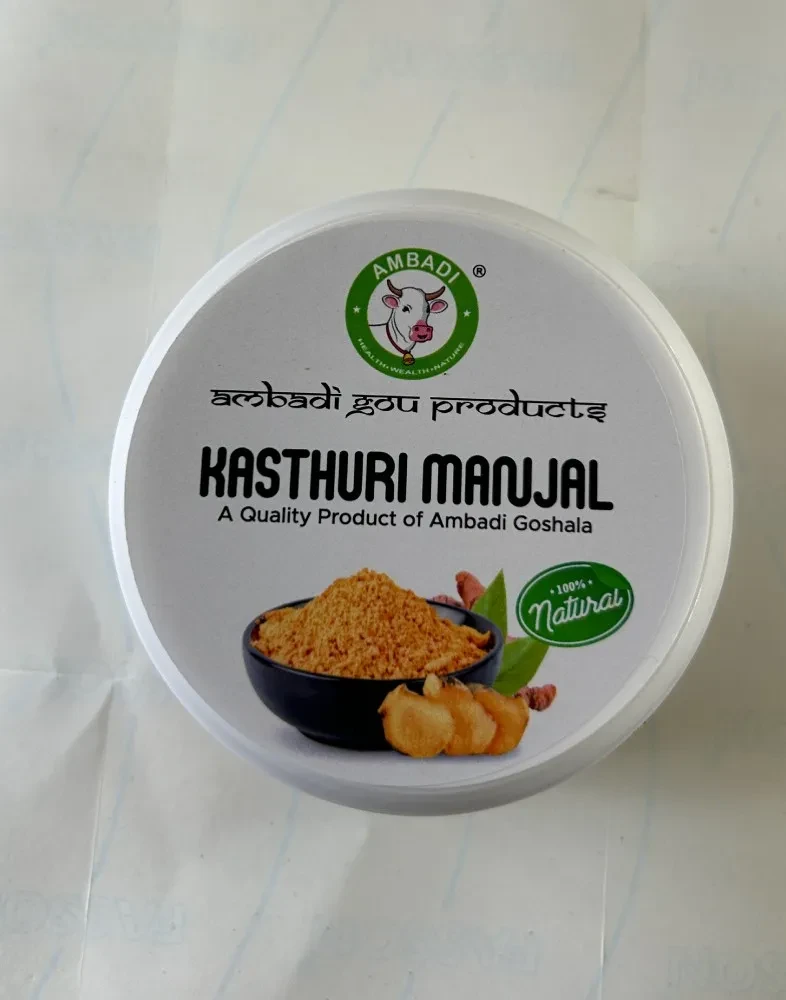 AMBADI
®
HEALTH • WEALTH • NATURE
ambadi gou products
KASTHURI MANJAL
A Quality Product of Ambadi Goshala
• 100% •
Natural